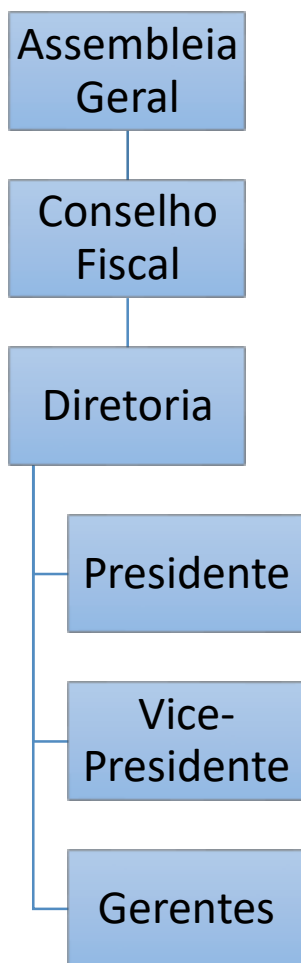 Assembleia
Geral
Conselho
Fiscal
Diretoria
Presidente
Vice-
Presidente
Gerentes